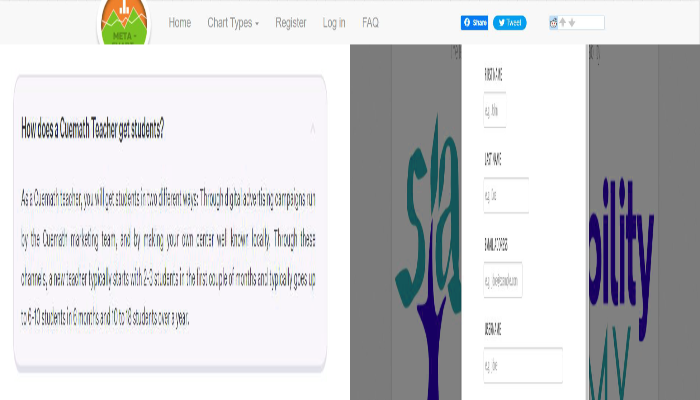 Home Chart Types Register Log in FAQ
Share Tweet
META -
How does a Cuemath Teacher get students?
As a Cuemath teacher, you will get students in two different ways: Through digital advertising campaigns run
by the Cuemath marketing team, and by making your own center well known locally. Through these
channels, a new teacher typically starts with 2-3 students in the first couple of months and typically goes up
to 6-10 students in 6 months and 10 to 18 students over a year.
FIRST NAME
e.g. John
LAST NAME
e.g. Doe
EMAIL ADDRESS
e.g. joe@example.com
USERNAME
e.g. Joe
sta
bility
MY